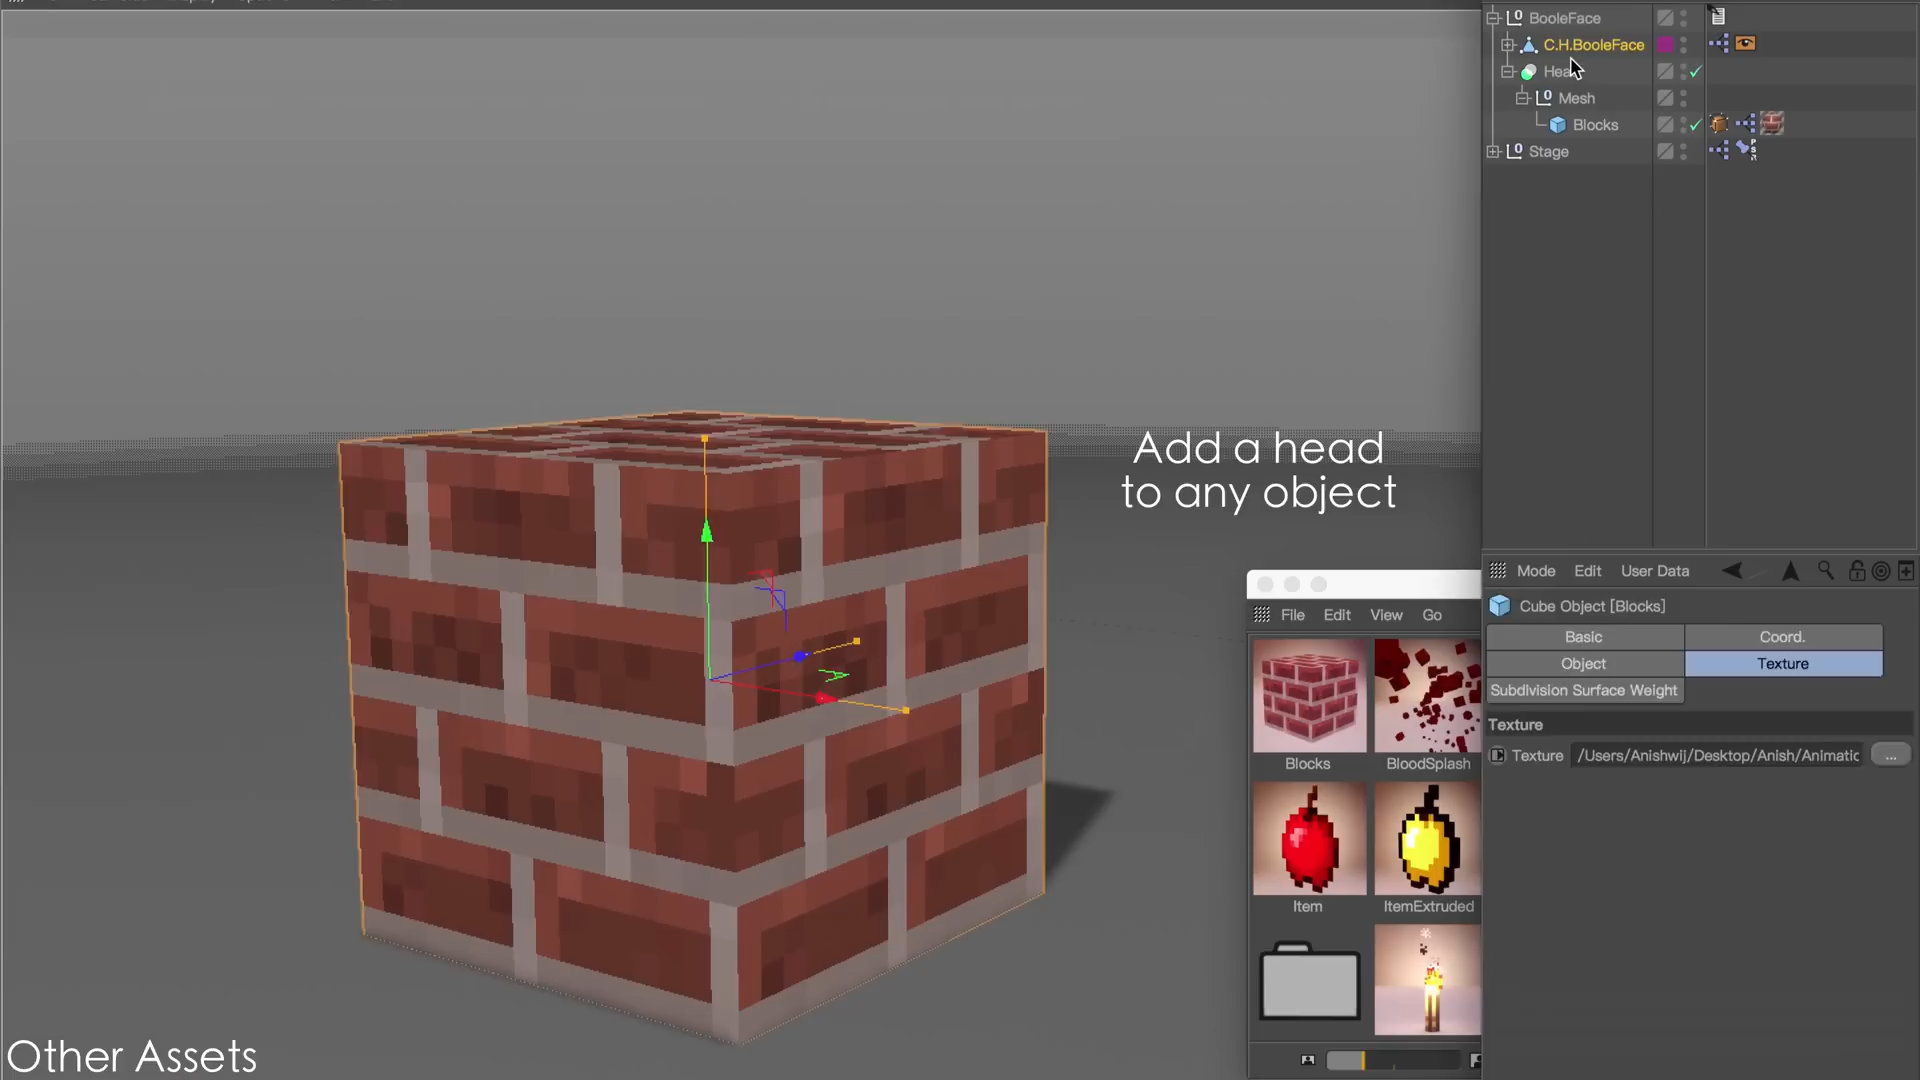 BooleFace
C.H.BooleFace
Mesh
Blocks
Stage
Add a head
to any object
Mode Edit User Data
Cube Object [Blocks]
Basic Coord.
Object Texture
Subdivision Surface Weight
Texture
Texture /Users/Anishwij/Desktop/Anish/Animatic ...
File Edit View Go
Blocks BloodSplash
Item ItemExtruded
Other Assets